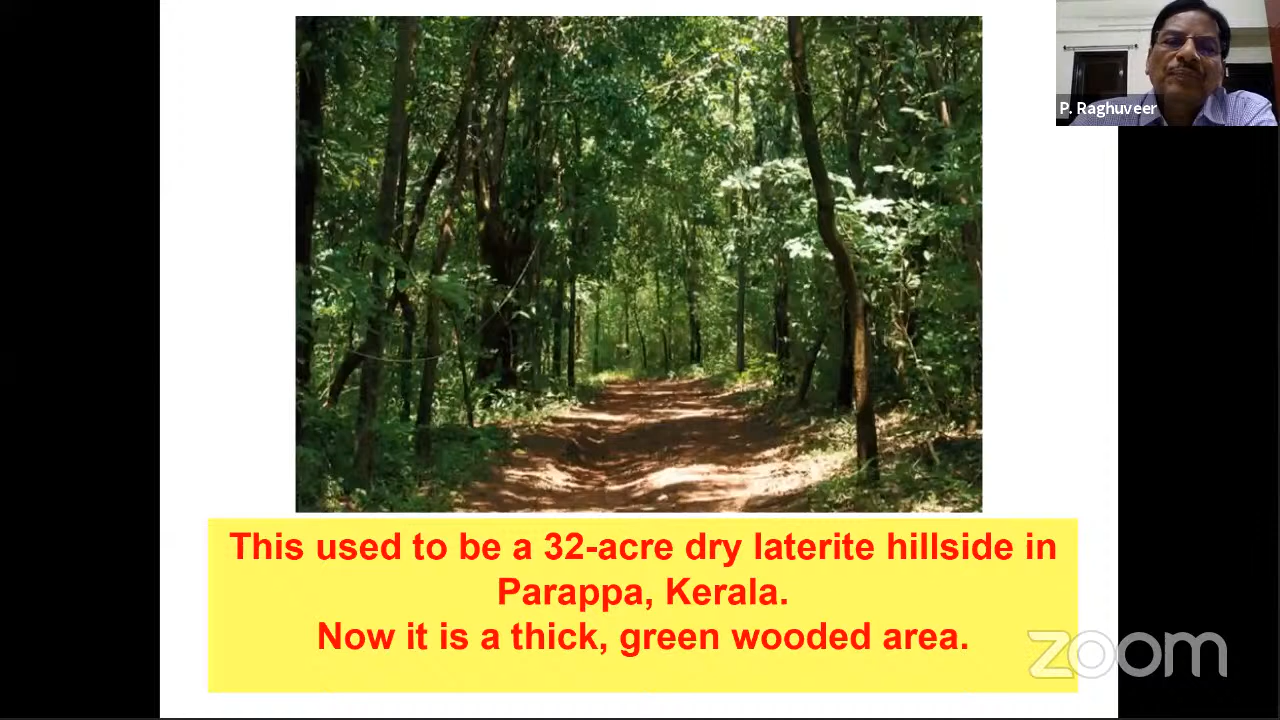 P. Raghuveer
This used to be a 32-acre dry laterite hillside in
Parappa, Kerala.
Now it is a thick, green wooded area.
zoom